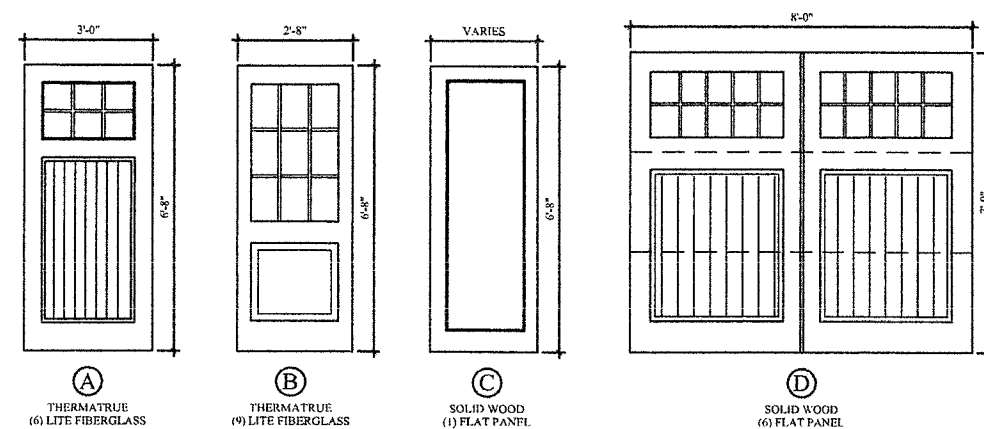 3'-0"
2'-8"
VARIES
8'-0"
6'-8"
6'-8"
6'-8"
A
B
C
D
THERMATRUE
(6) LITE FIBERGLASS
THERMATRUE
(9) LITE FIBERGLASS
SOLID WOOD
(1) FLAT PANEL
SOLID WOOD
(6) FLAT PANEL